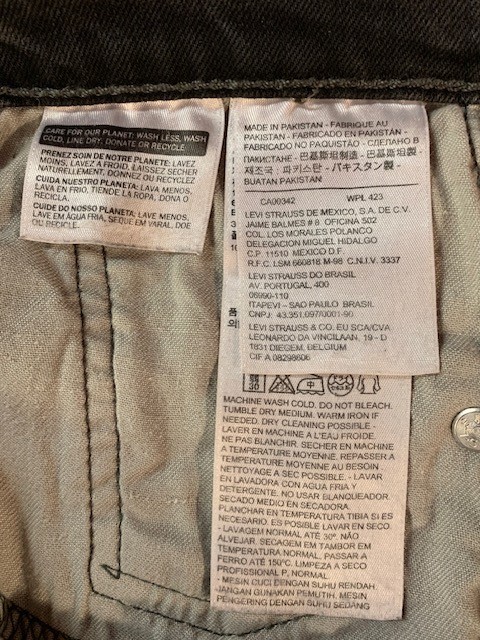 CARE FOR OUR PLANET: WASH LESS, WASH
COLD, LINE DRY, DONATE OR RECYCLE
PRENEZ SOIN DE NOTRE PLANETE: LAVEZ
MOINS, LAVEZ A FROID, LAISSEZ SECHER
NATURELLEMENT, DONNEZ OU RECYCLEZ
CUIDA NUESTRO PLANETA: LAVA MENOS,
LAVA EN FRIO, TIENDE LA ROPA, DONA O
RECICLA.
CUIDE DO NOSSO PLANETA: LAVE MENOS,
LAVE EM ÁGUA FRIA, SEQUE EM VARAL, DOE
OU RECICLE.
MADE IN PAKISTAN - FABRIQUE AU
PAKISTAN - FABRICADO EN PAKISTÁN -
FABRICADO NO PAQUISTÃO - СДЕЛАНО В
ПАКИСТАНЕ - 巴基斯坦制造 - 巴基斯坦製 -
제조국 : 파키스탄 - パキスタン製 -
BUATAN PAKISTAN
CA00342 WPL 423
LEVI STRAUSS DE MEXICO, S.A. DE C.V.
JAIME BALMES # 8 OFICINA 502
COL. LOS MORALES POLANCO
DELEGACION MIGUEL HIDALGO
C.P. 11510 MEXICO D.F.
R.F.C. LSM 660818 M-98 C.N.I.V. 3337
LEVI STRAUSS DO BRASIL
AV. PORTUGAL, 400
06690-110
ITAPEVI – SAO PAULO BRASIL
CNPJ: 43.351.097/0001-90
LEVI STRAUSS & CO. EU SCA/CVA
LEONARDO DA VINCILAAN, 19 - D
1831 DIEGEM, BELGIUM
CIF A 08298606
MACHINE WASH COLD. DO NOT BLEACH.
TUMBLE DRY MEDIUM. WARM IRON IF
NEEDED. DRY CLEANING POSSIBLE -
LAVER EN MACHINE A L'EAU FROIDE.
NE PAS BLANCHIR. SECHER EN MACHINE
A TEMPERATURE MOYENNE. REPASSER A
TEMPERATURE MOYENNE AU BESOIN
NETTOYAGE A SEC POSSIBLE. - LAVAR
EN LAVADORA CON AGUA FRIA Y
DETERGENTE. NO USAR BLANQUEADOR.
SECADO MEDIO EN SECADORA.
PLANCHAR EN TEMPERATURA TIBIA SI ES
NECESARIO. ES POSIBLE LAVAR EN SECO.
- LAVAGEM NORMAL ATÉ 30º. NÃO
ALVEJAR. SECAGEM EM TAMBOR EM
TEMPERATURA NORMAL, PASSAR A
FERRO ATÉ 150ºC. LIMPEZA A SECO
PROFISSIONAL P, NORMAL.
- MESIN CUCI DENGAN SUHU RENDAH.
JANGAN GUNAKAN PEMUTIH. MESIN
PENGERING DENGAN SUHU SEDANG